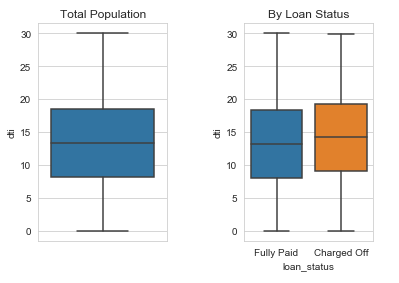 Total Population
30
25
20
15
10
5
0
dti
By Loan Status
30
25
20
15
10
5
0
dti
Fully Paid
Charged Off
loan_status